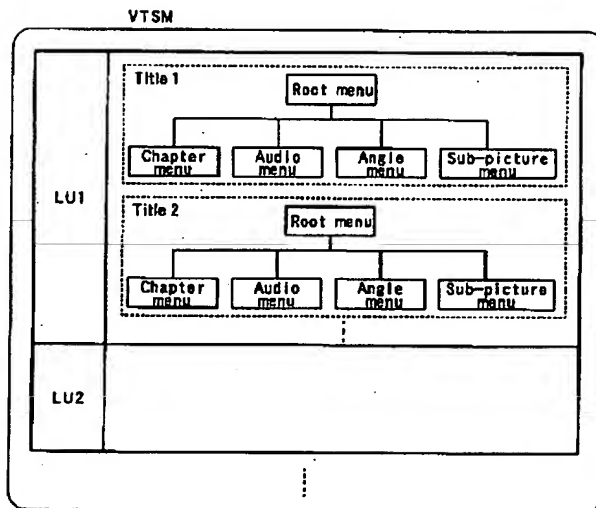 VTSM
LU1
Title 1
Root menu
Chapter menu
Audio menu
Angle menu
Sub-picture menu
Title 2
Root menu
Chapter menu
Audio menu
Angle menu
Sub-picture menu
LU2